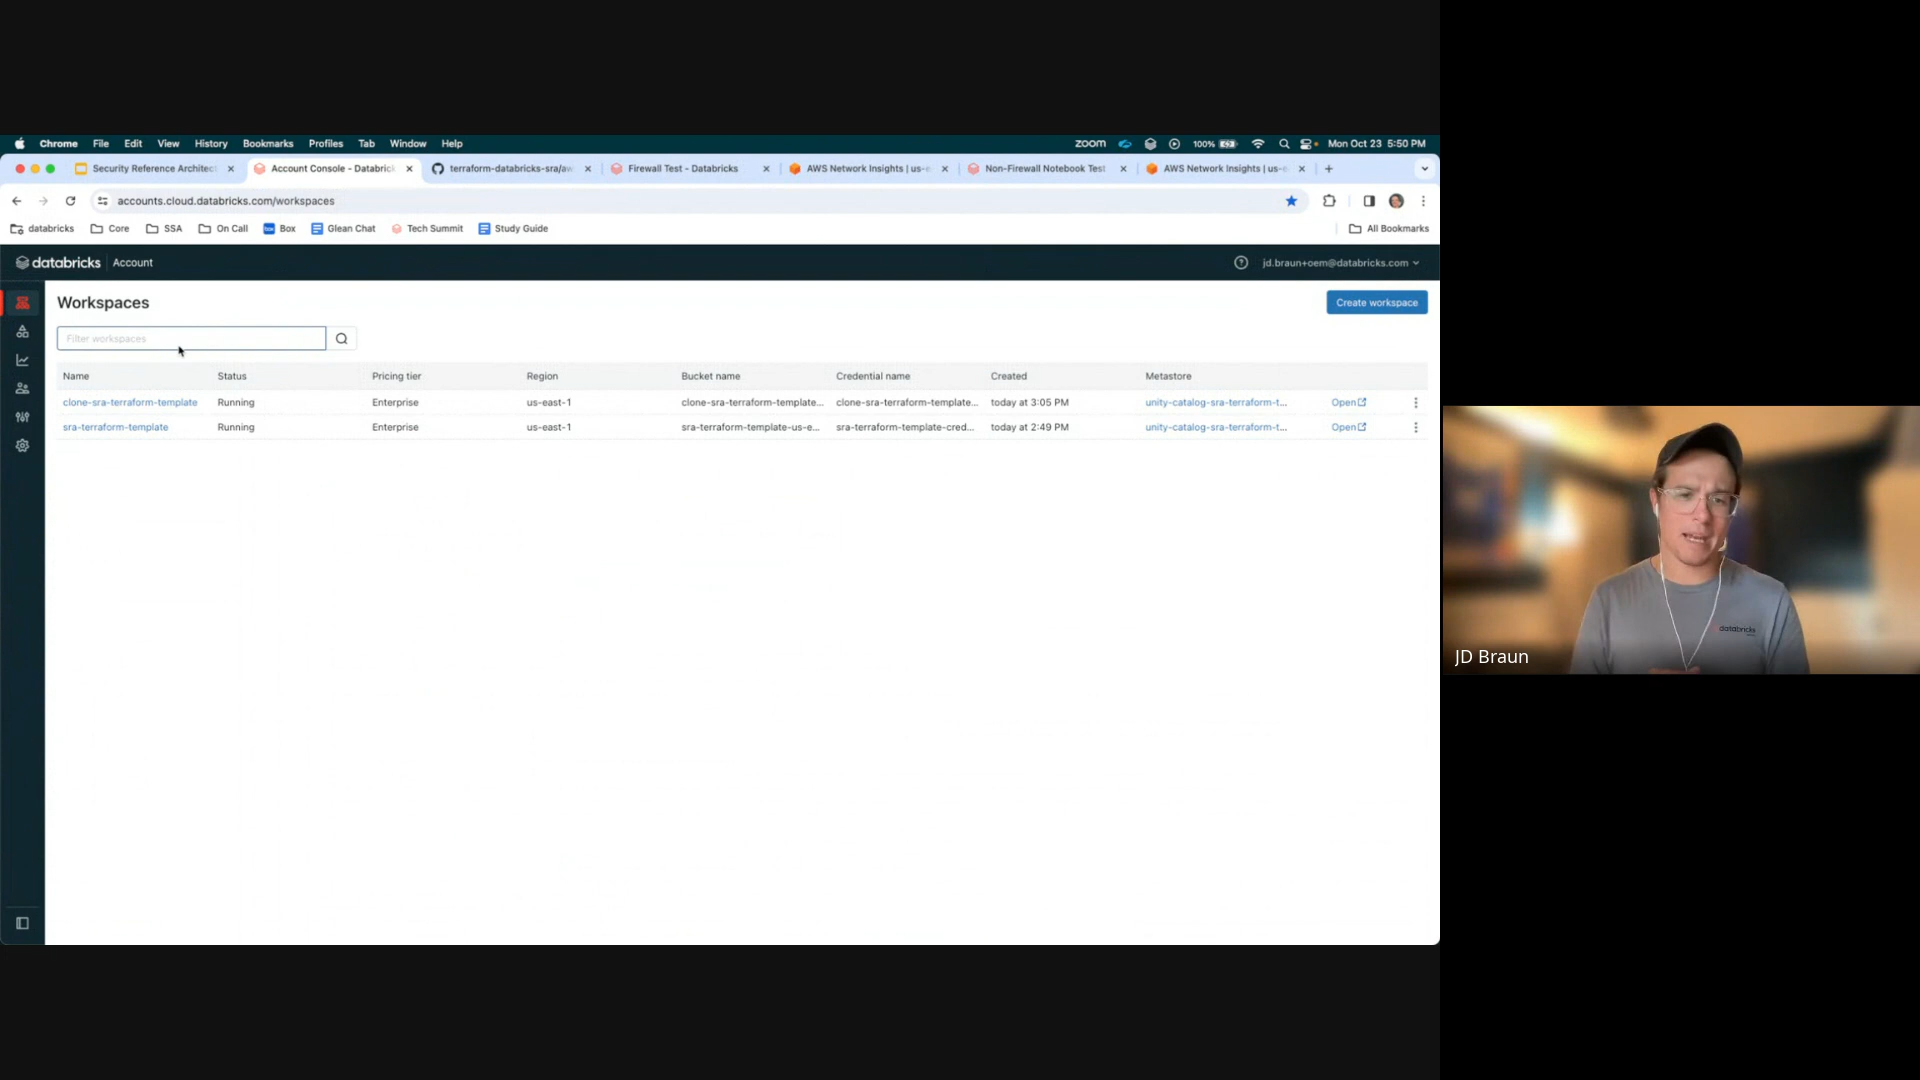 Chrome File Edit View History Bookmarks Profiles Tab Window Help zoom 100% Mon Oct 23 5:50 PM
Security Reference Architect Account Console - Databrick terraform-databricks-sra/aw Firewall Test - Databricks AWS Network Insights | us-e Non-Firewall Notebook Test AWS Network Insights | us-e
accounts.cloud.databricks.com/workspaces
databricks Core SSA On Call box Box Glean Chat Tech Summit Study Guide All Bookmarks
databricks Account jd.braun+oem@databricks.com
Workspaces Create workspace
Filter workspaces
Name Status Pricing tier Region Bucket name Credential name Created Metastore
clone-sra-terraform-template Running Enterprise us-east-1 clone-sra-terraform-template... clone-sra-terraform-template... today at 3:05 PM unity-catalog-sra-terraform-t... Open
sra-terraform-template Running Enterprise us-east-1 sra-terraform-template-us-e... sra-terraform-template-cred... today at 2:49 PM unity-catalog-sra-terraform-t... Open
databricks
JD Braun